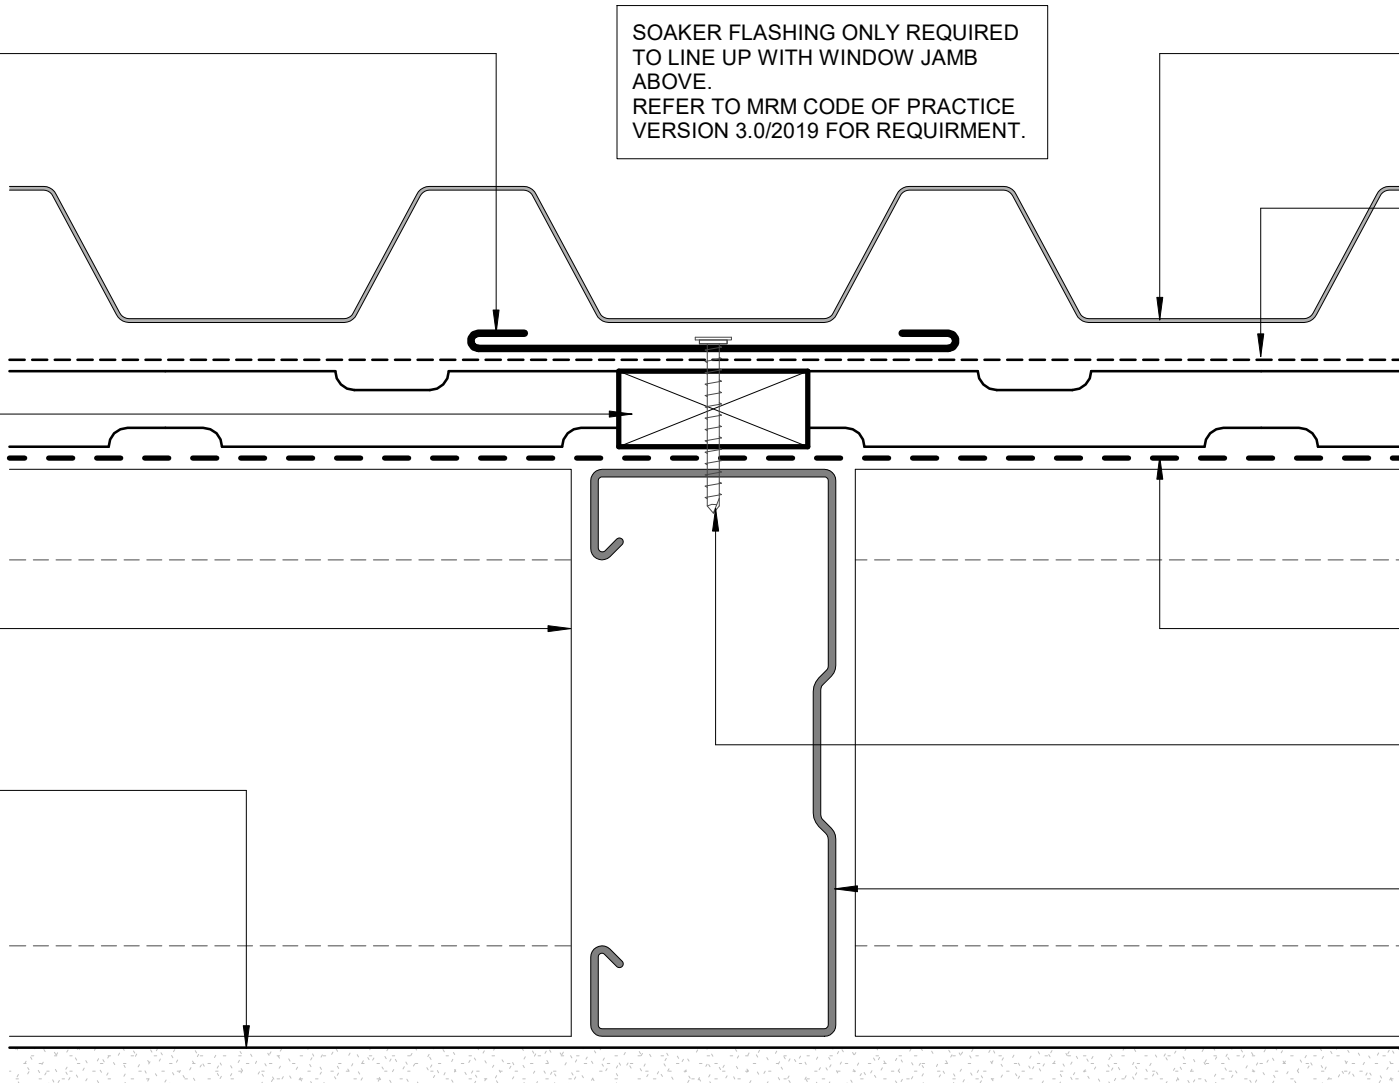 SOAKER FLASHING ONLY REQUIRED
TO LINE UP WITH WINDOW JAMB
ABOVE.
REFER TO MRM CODE OF PRACTICE
VERSION 3.0/2019 FOR REQUIRMENT.